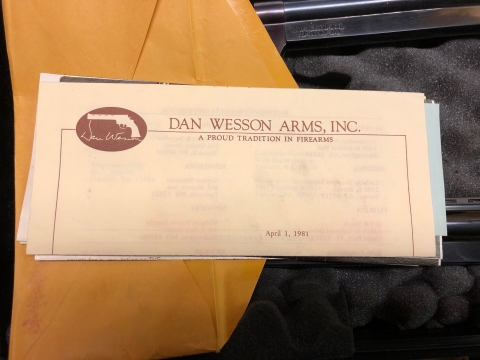 Dan Wesson
DAN WESSON ARMS, INC.
A PROUD TRADITION IN FIREARMS
April 1, 1981